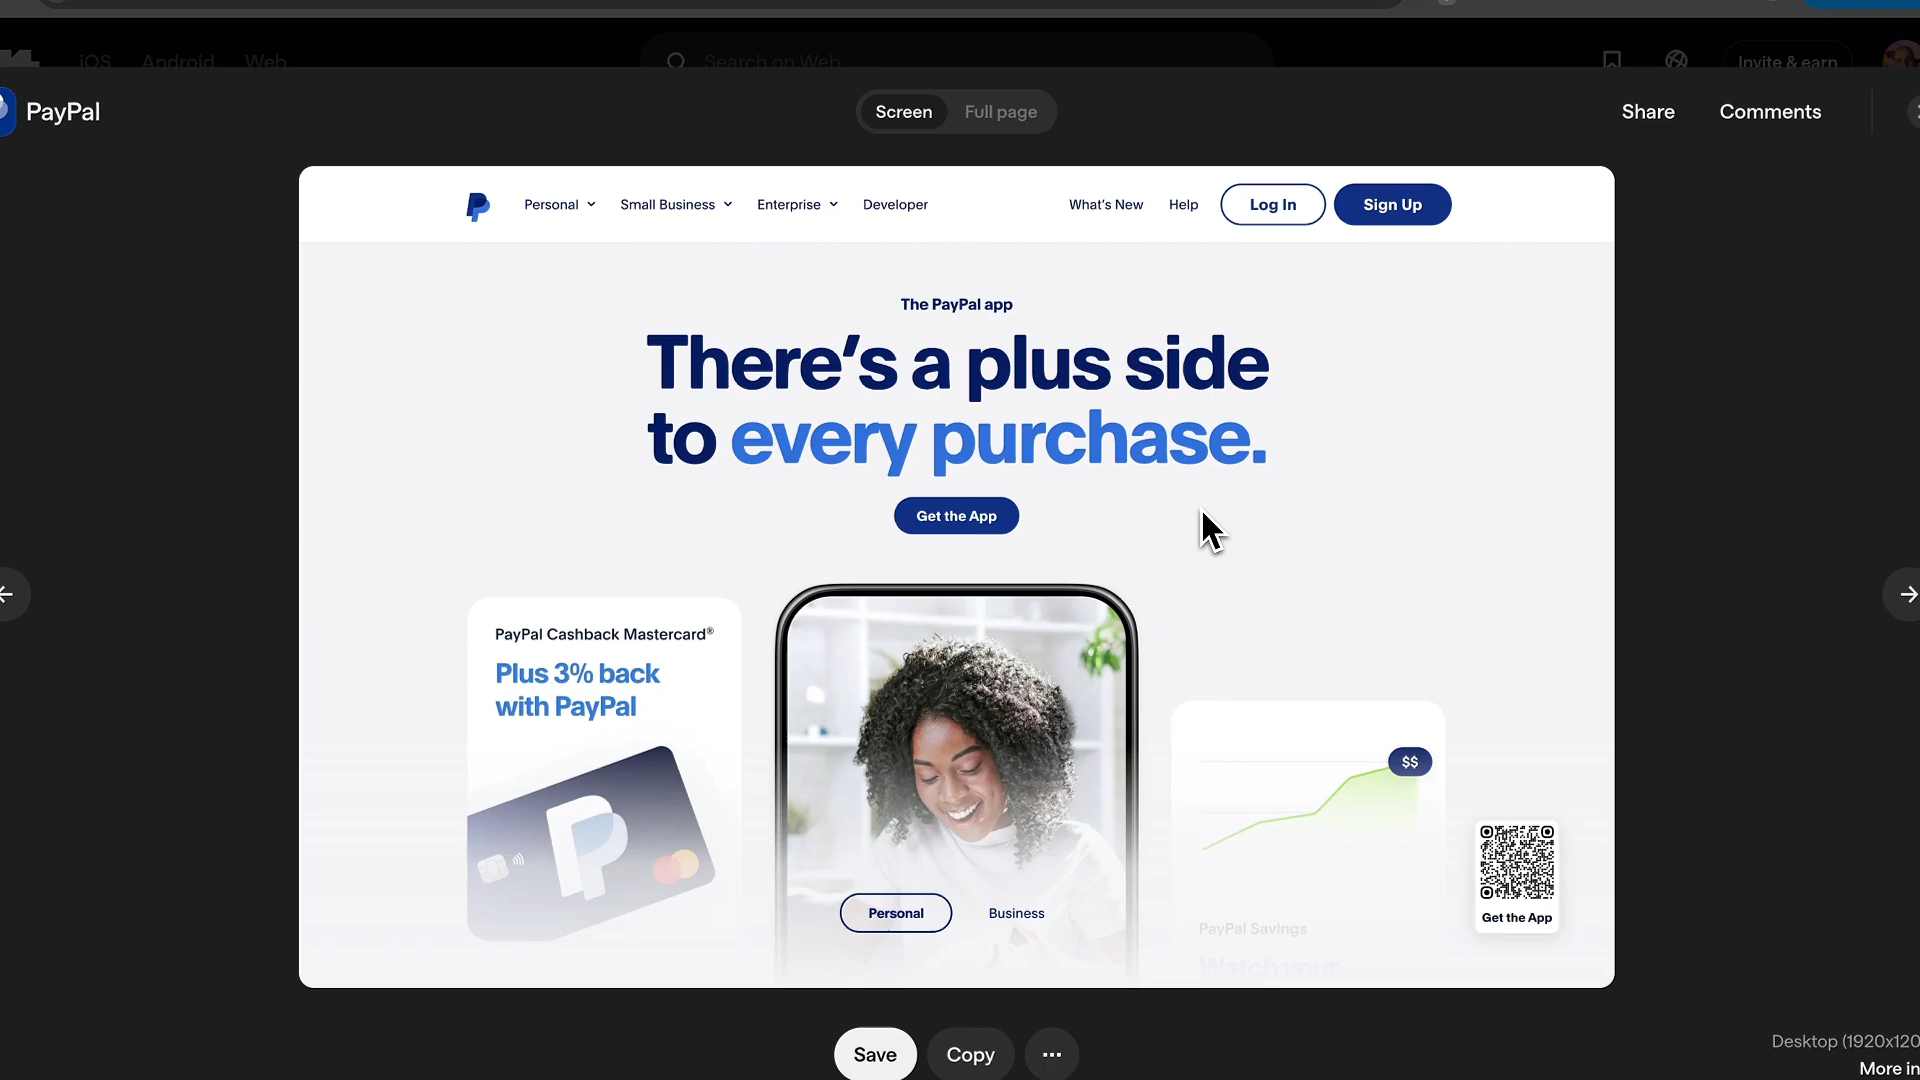 iOS Android Web Search on Web Invite & earn
PayPal
Screen Full page
Share Comments
Personal Small Business Enterprise Developer What's New Help Log In Sign Up
The PayPal app
There's a plus side
to every purchase.
Get the App
PayPal Cashback Mastercard®
Plus 3% back
with PayPal
$$
Personal Business
PayPal Savings
Watch your
Get the App
Save Copy
Desktop (1920x120
More in